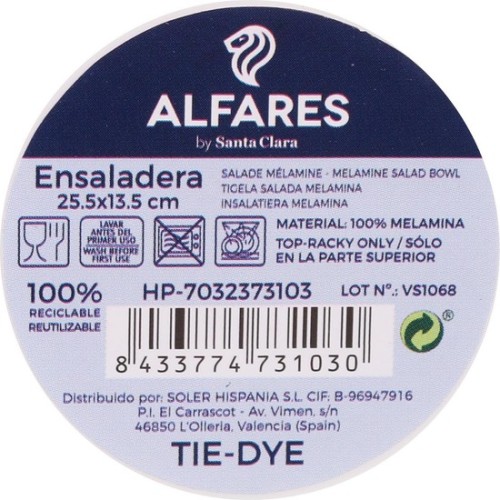 ALFARES
by Santa Clara
Ensaladera
25.5x13.5 cm
SALADE MÉLAMINE - MELAMINE SALAD BOWL
TIGELA SALADA MELAMINA
INSALATIERA MELAMINA
LAVAR
ANTES DEL
PRIMER USO
WASH BEFORE
FIRST USE
MATERIAL: 100% MELAMINA
TOP-RACKY ONLY / SÓLO
EN LA PARTE SUPERIOR
100%
RECICLABLE
REUTILIZABLE
HP-7032373103
LOT Nº.: VS1068
8 433774 731030
®
Distribuido por: SOLER HISPANIA S.L. CIF: B-96947916
P.I. El Carrascot - Av. Vimen, s/n
46850 L'Olleria, Valencia (Spain)
TIE-DYE